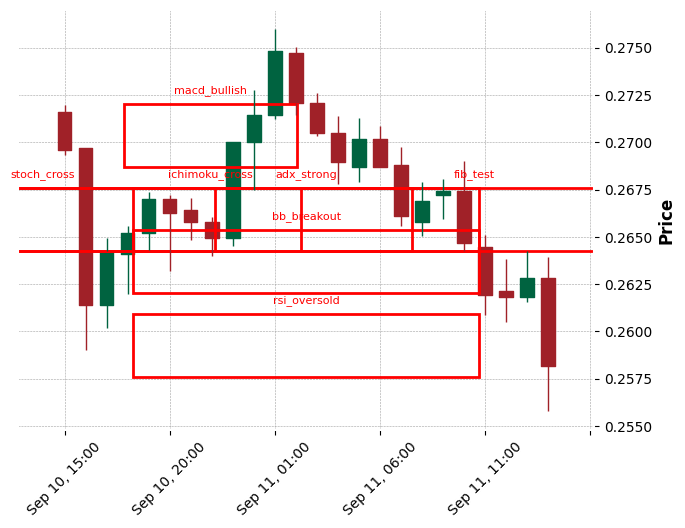 0.2750
macd_bullish
0.2725
0.2700
stoch_cross ichimoku_cross adx_strong fib_test
0.2675
bb_breakout
0.2650
Price
0.2625
rsi_oversold
0.2600
0.2575
0.2550
Sep 10, 15:00
Sep 10, 20:00
Sep 11, 01:00
Sep 11, 06:00
Sep 11, 11:00